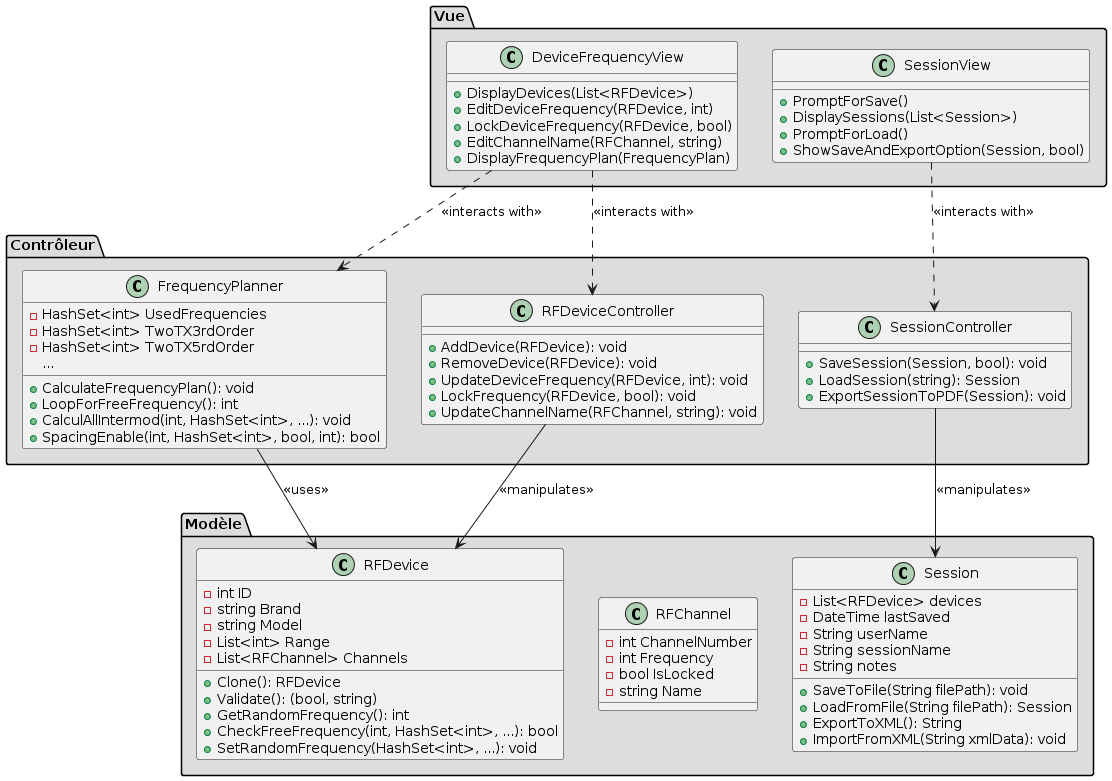 Vue
C DeviceFrequencyView
DisplayDevices(List<RFDevice>)
EditDeviceFrequency(RFDevice, int)
LockDeviceFrequency(RFDevice, bool)
EditChannelName(RFChannel, string)
DisplayFrequencyPlan(FrequencyPlan)
C SessionView
PromptForSave()
DisplaySessions(List<Session>)
PromptForLoad()
ShowSaveAndExportOption(Session, bool)
«interacts with»
«interacts with»
«interacts with»
Contrôleur
C FrequencyPlanner
HashSet<int> UsedFrequencies
HashSet<int> TwoTX3rdOrder
HashSet<int> TwoTX5rdOrder
...
CalculateFrequencyPlan(): void
LoopForFreeFrequency(): int
CalculAllIntermod(int, HashSet<int>, ...): void
SpacingEnable(int, HashSet<int>, bool, int): bool
C RFDeviceController
AddDevice(RFDevice): void
RemoveDevice(RFDevice): void
UpdateDeviceFrequency(RFDevice, int): void
LockFrequency(RFDevice, bool): void
UpdateChannelName(RFChannel, string): void
C SessionController
SaveSession(Session, bool): void
LoadSession(string): Session
ExportSessionToPDF(Session): void
«uses»
«manipulates»
«manipulates»
Modèle
C RFDevice
int ID
string Brand
string Model
List<int> Range
List<RFChannel> Channels
Clone(): RFDevice
Validate(): (bool, string)
GetRandomFrequency(): int
CheckFreeFrequency(int, HashSet<int>, ...): bool
SetRandomFrequency(HashSet<int>, ...): void
C RFChannel
int ChannelNumber
int Frequency
bool IsLocked
string Name
C Session
List<RFDevice> devices
DateTime lastSaved
String userName
String sessionName
String notes
SaveToFile(String filePath): void
LoadFromFile(String filePath): Session
ExportToXML(): String
ImportFromXML(String xmlData): void